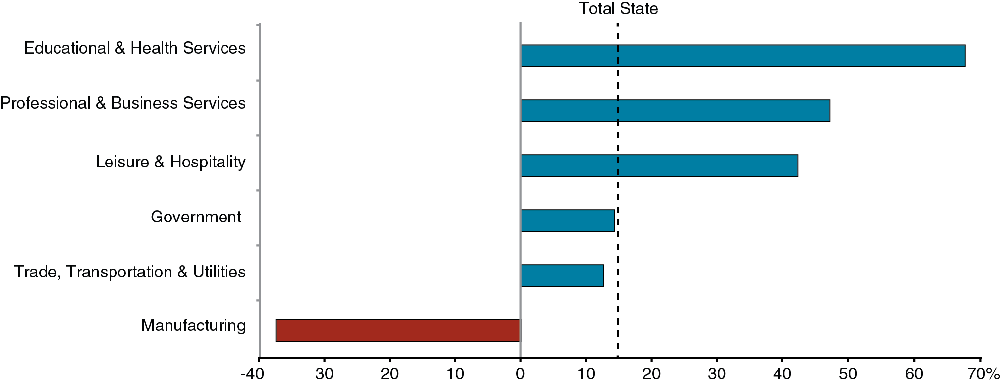 Total State
Educational & Health Services
Professional & Business Services
Leisure & Hospitality
Government
Trade, Transportation & Utilities
Manufacturing
-40 30 20 10 0 10 20 30 40 50 60 70%